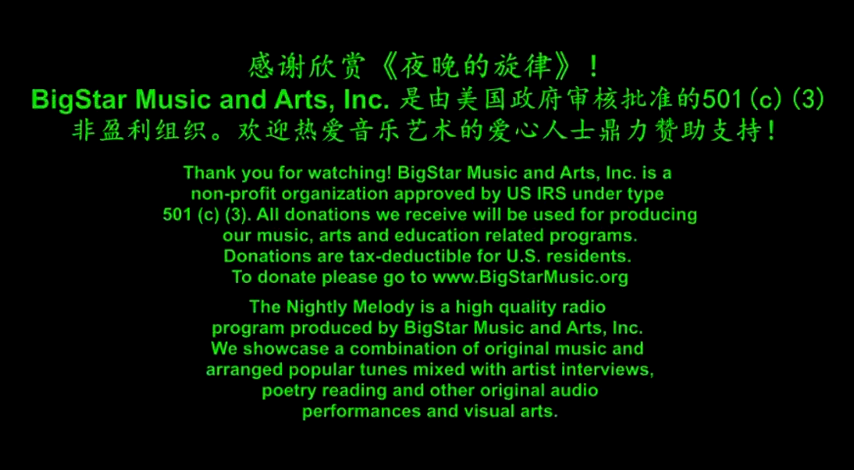 感谢欣赏《夜晚的旋律》！
BigStar Music and Arts, Inc. 是由美国政府审核批准的501(c)(3)
非盈利组织。欢迎热爱音乐艺术的爱心人士鼎力赞助支持！
Thank you for watching! BigStar Music and Arts, Inc. is a
non-profit organization approved by US IRS under type
501 (c) (3). All donations we receive will be used for producing
our music, arts and education related programs.
Donations are tax-deductible for U.S. residents.
To donate please go to www.BigStarMusic.org
The Nightly Melody is a high quality radio
program produced by BigStar Music and Arts, Inc.
We showcase a combination of original music and
arranged popular tunes mixed with artist interviews,
poetry reading and other original audio
performances and visual arts.